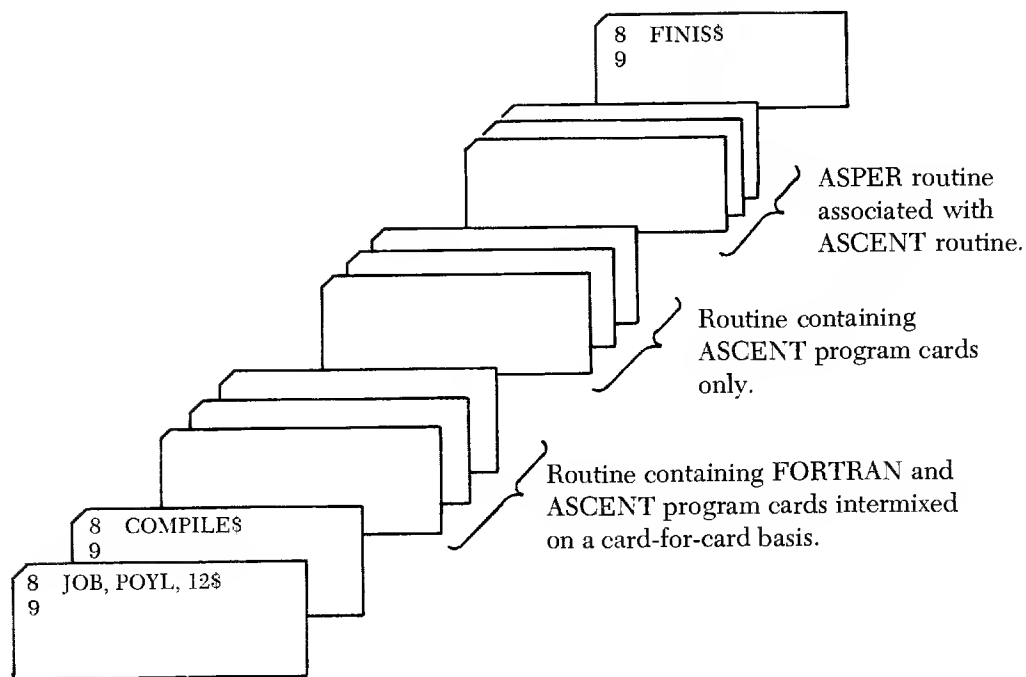 8 FINIS$
9
ASPER routine
associated with
ASCENT routine.
Routine containing
ASCENT program cards
only.
Routine containing FORTRAN and
ASCENT program cards intermixed
on a card-for-card basis.
8 COMPILE$
9
8 JOB, POYL, 12$
9